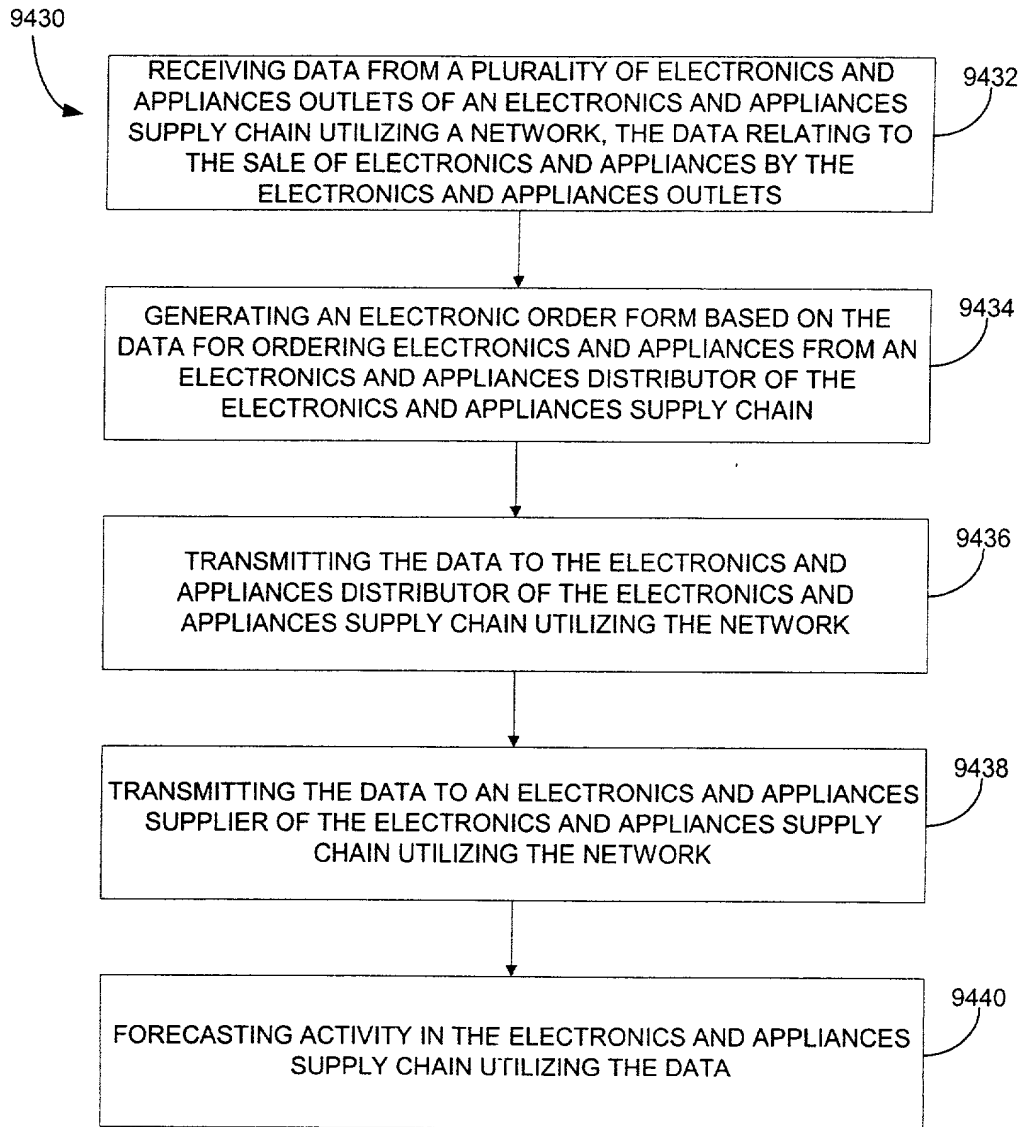 9430
RECEIVING DATA FROM A PLURALITY OF ELECTRONICS AND
APPLIANCES OUTLETS OF AN ELECTRONICS AND APPLIANCES
SUPPLY CHAIN UTILIZING A NETWORK, THE DATA RELATING TO
THE SALE OF ELECTRONICS AND APPLIANCES BY THE
ELECTRONICS AND APPLIANCES OUTLETS
9432
GENERATING AN ELECTRONIC ORDER FORM BASED ON THE
DATA FOR ORDERING ELECTRONICS AND APPLIANCES FROM AN
ELECTRONICS AND APPLIANCES DISTRIBUTOR OF THE
ELECTRONICS AND APPLIANCES SUPPLY CHAIN
9434
TRANSMITTING THE DATA TO THE ELECTRONICS AND
APPLIANCES DISTRIBUTOR OF THE ELECTRONICS AND
APPLIANCES SUPPLY CHAIN UTILIZING THE NETWORK
9436
TRANSMITTING THE DATA TO AN ELECTRONICS AND APPLIANCES
SUPPLIER OF THE ELECTRONICS AND APPLIANCES SUPPLY
CHAIN UTILIZING THE NETWORK
9438
FORECASTING ACTIVITY IN THE ELECTRONICS AND APPLIANCES
SUPPLY CHAIN UTILIZING THE DATA
9440